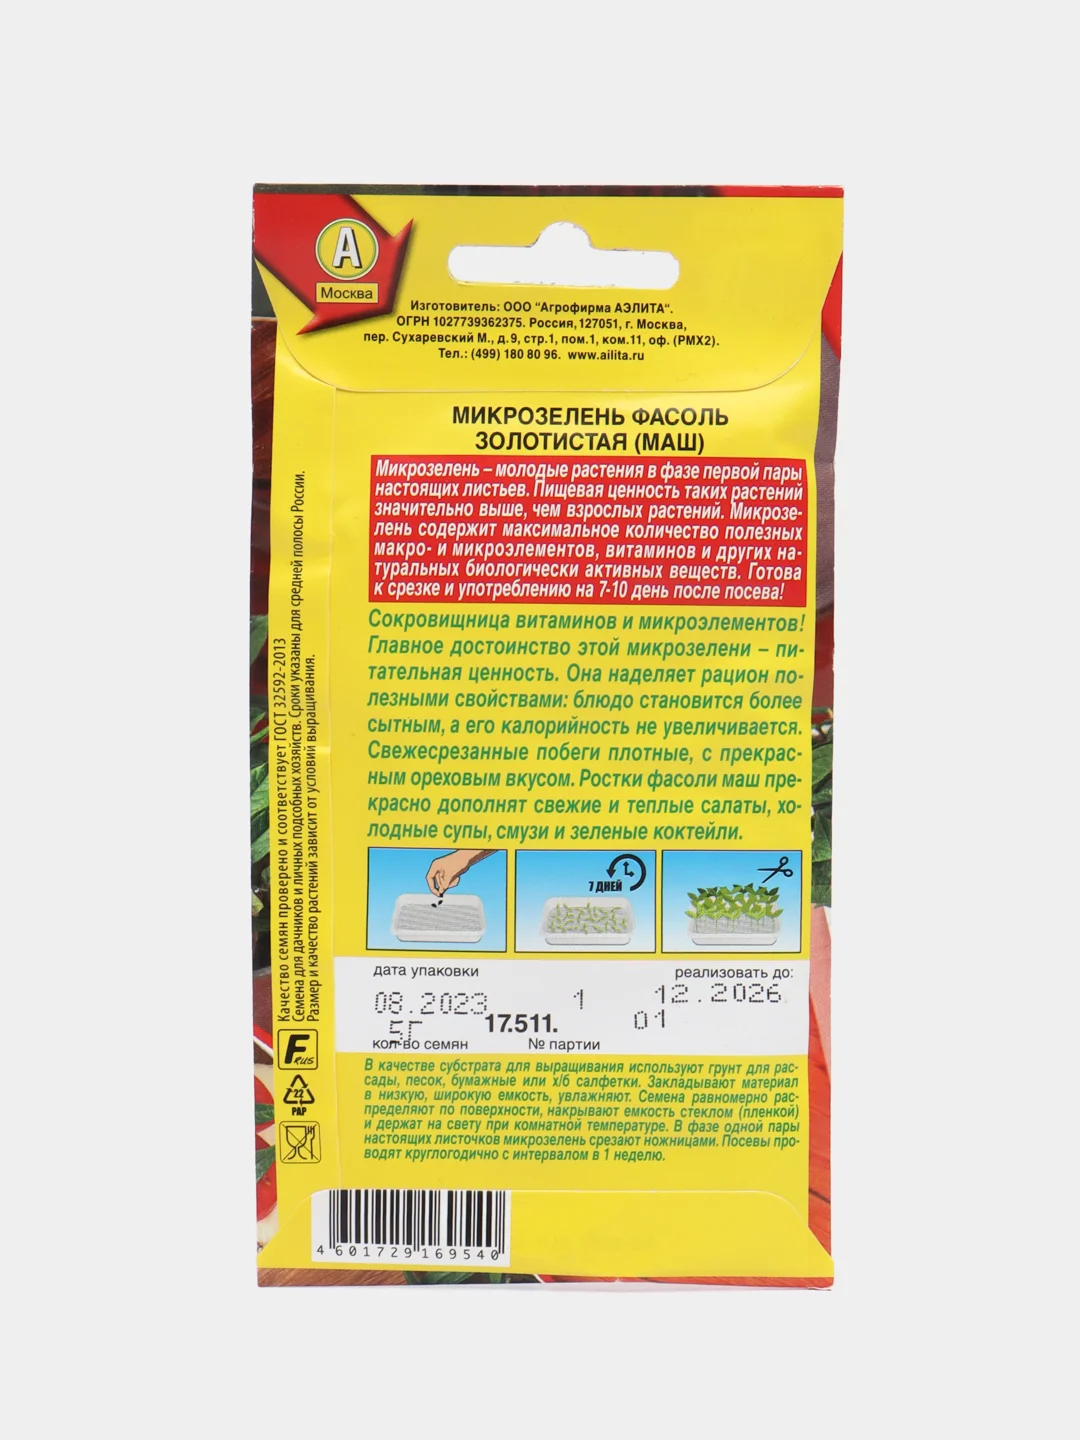 А
Москва
Изготовитель: ООО "Агрофирма АЭЛИТА".
ОГРН 1027739362375. Россия, 127051, г. Москва,
пер. Сухаревский М., д.9, стр.1, пом.1, ком.11, оф. (РМХ2).
Тел.: (499) 180 80 96. www.ailita.ru
МИКРОЗЕЛЕНЬ ФАСОЛЬ
ЗОЛОТИСТАЯ (МАШ)
Микрозелень – молодые растения в фазе первой пары
настоящих листьев. Пищевая ценность таких растений
значительно выше, чем взрослых растений. Микрозе-
лень содержит максимальное количество полезных
макро- и микроэлементов, витаминов и других на-
туральных биологически активных веществ. Готова
к срезке и употреблению на 7-10 день после посева!
Сокровищница витаминов и микроэлементов!
Главное достоинство этой микрозелени – пи-
тательная ценность. Она наделяет рацион по-
лезными свойствами: блюдо становится более
сытным, а его калорийность не увеличивается.
Свежесрезанные побеги плотные, с прекрас-
ным ореховым вкусом. Ростки фасоли маш пре-
красно дополнят свежие и теплые салаты, хо-
лодные супы, смузи и зеленые коктейли.
7 ДНЕЙ
дата упаковки
реализовать до:
08.2023 1 12.2026
5Г 17.511. 01
кол-во семян № партии
В качестве субстрата для выращивания используют грунт для рас-
сады, песок, бумажные или х/б салфетки. Закладывают материал
в низкую, широкую емкость, увлажняют. Семена равномерно рас-
пределяют по поверхности, накрывают емкость стеклом (пленкой)
и держат на свету при комнатной температуре. В фазе одной пары
настоящих листочков микрозелень срезают ножницами. Посевы про-
водят круглогодично с интервалом в 1 неделю.
Качество семян проверено и соответствует ГОСТ 32592-2013
Семена для дачников и личных подсобных хозяйств. Сроки указаны для средней полосы России.
Размер и качество растений зависит от условий выращивания.
F RUS
22
PAP
4 601729 169540